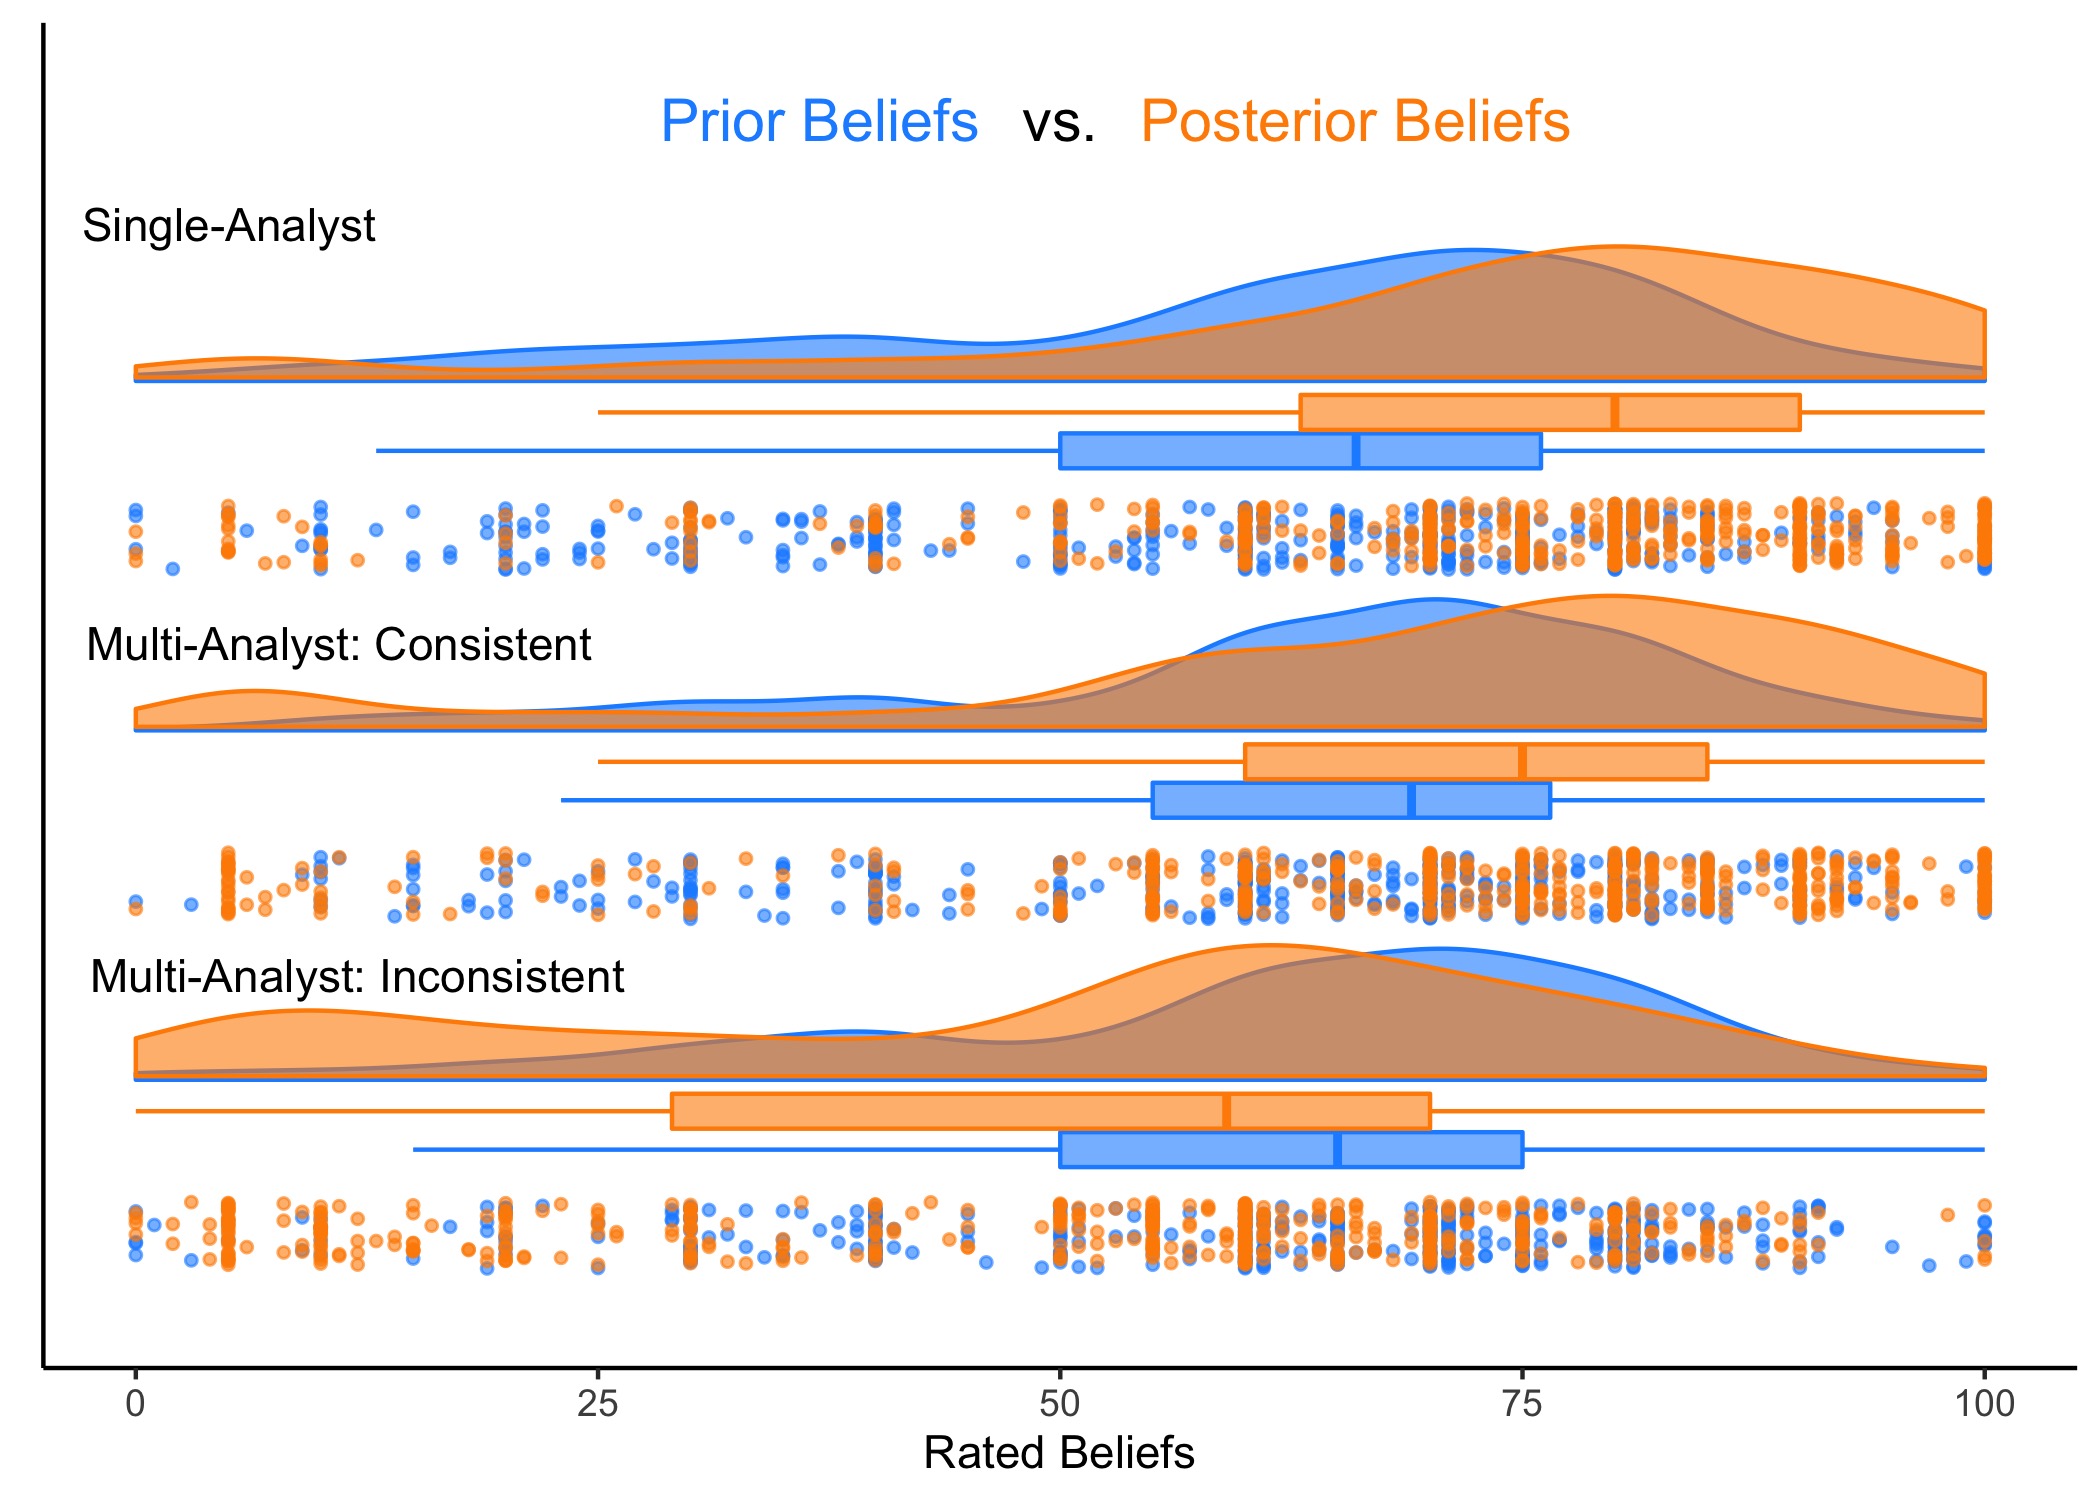 Prior Beliefs vs. Posterior Beliefs
Single-Analyst
Multi-Analyst: Consistent
Multi-Analyst: Inconsistent
0 25 50 75 100
Rated Beliefs